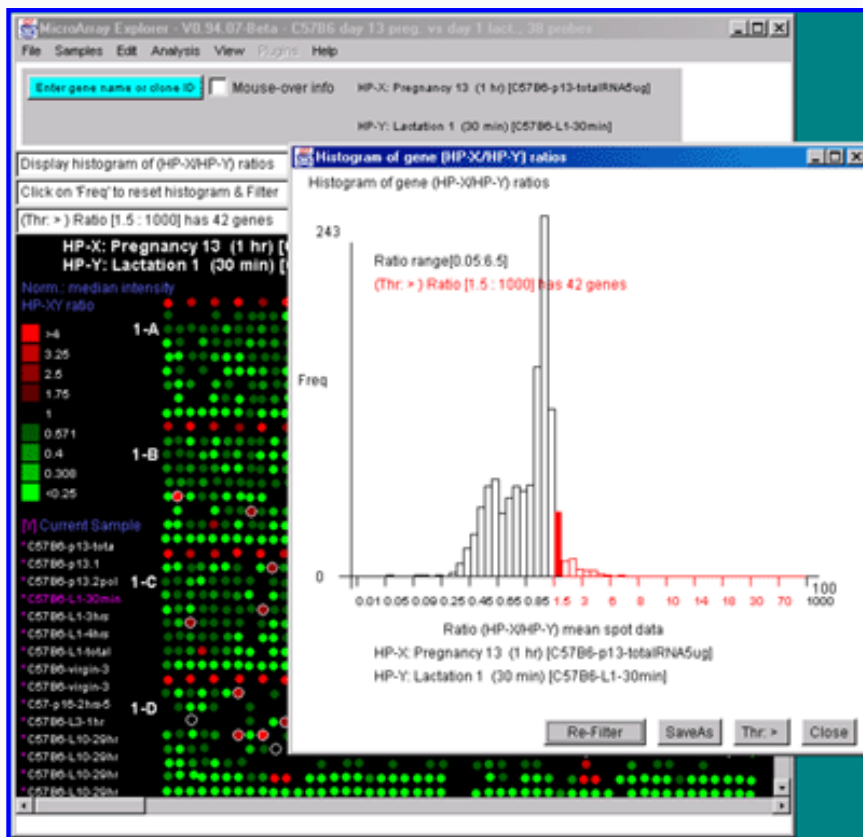 MicroArray Explorer - V0.94.07-Beta - C57B6 day 13 preg. vs day 1 lact., 38 probes
File Samples Edit Analysis View Plugins Help
Enter gene name or clone ID Mouse-over info HP-X: Pregnancy 13 (1 hr) [C57B6-p13-totalRNA5ug]
HP-Y: Lactation 1 (30 min) [C57B6-L1-30min]
Display histogram of (HP-X/HP-Y) ratios
Click on 'Freq' to reset histogram & Filter
(Thr: > ) Ratio [1.5 : 1000] has 42 genes
HP-X: Pregnancy 13 (1 hr) [
HP-Y: Lactation 1 (30 min) [
Norm.: median intensity
HP-XY ratio
>4
3.25
2.5
1.75
1
0.571
0.4
0.308
<0.25
1-A
1-B
1-C
1-D
[Y] Current Sample
*C57B6-p13-tota
*C57B6-p13.1
*C57B6-p13.2pol
*C57B6-L1-30min
*C57B6-L1-3hrs
*C57B6-L1-4hrs
*C57B6-L1-total
*C57B6-virgin-3
*C57B6-virgin-3
*C57-p16-2hrs-5
*C57B6-L3-1hr
*C57B6-L10-29hr
*C57B6-L10-29hr
*C57B6-L10-29hr
*C57B6-L10-29hr
Histogram of gene (HP-X/HP-Y) ratios
Histogram of gene (HP-X/HP-Y) ratios
243
Ratio range[0.05:6.5]
(Thr: > ) Ratio [1.5 : 1000] has 42 genes
Freq
0
100
0.01 0.05 0.09 0.25 0.45 0.65 0.85 1.5 3 6 8 10 14 18 30 70 1000
Ratio (HP-X/HP-Y) mean spot data
HP-X: Pregnancy 13 (1 hr) [C57B6-p13-totalRNA5ug]
HP-Y: Lactation 1 (30 min) [C57B6-L1-30min]
Re-Filter SaveAs Thr: > Close